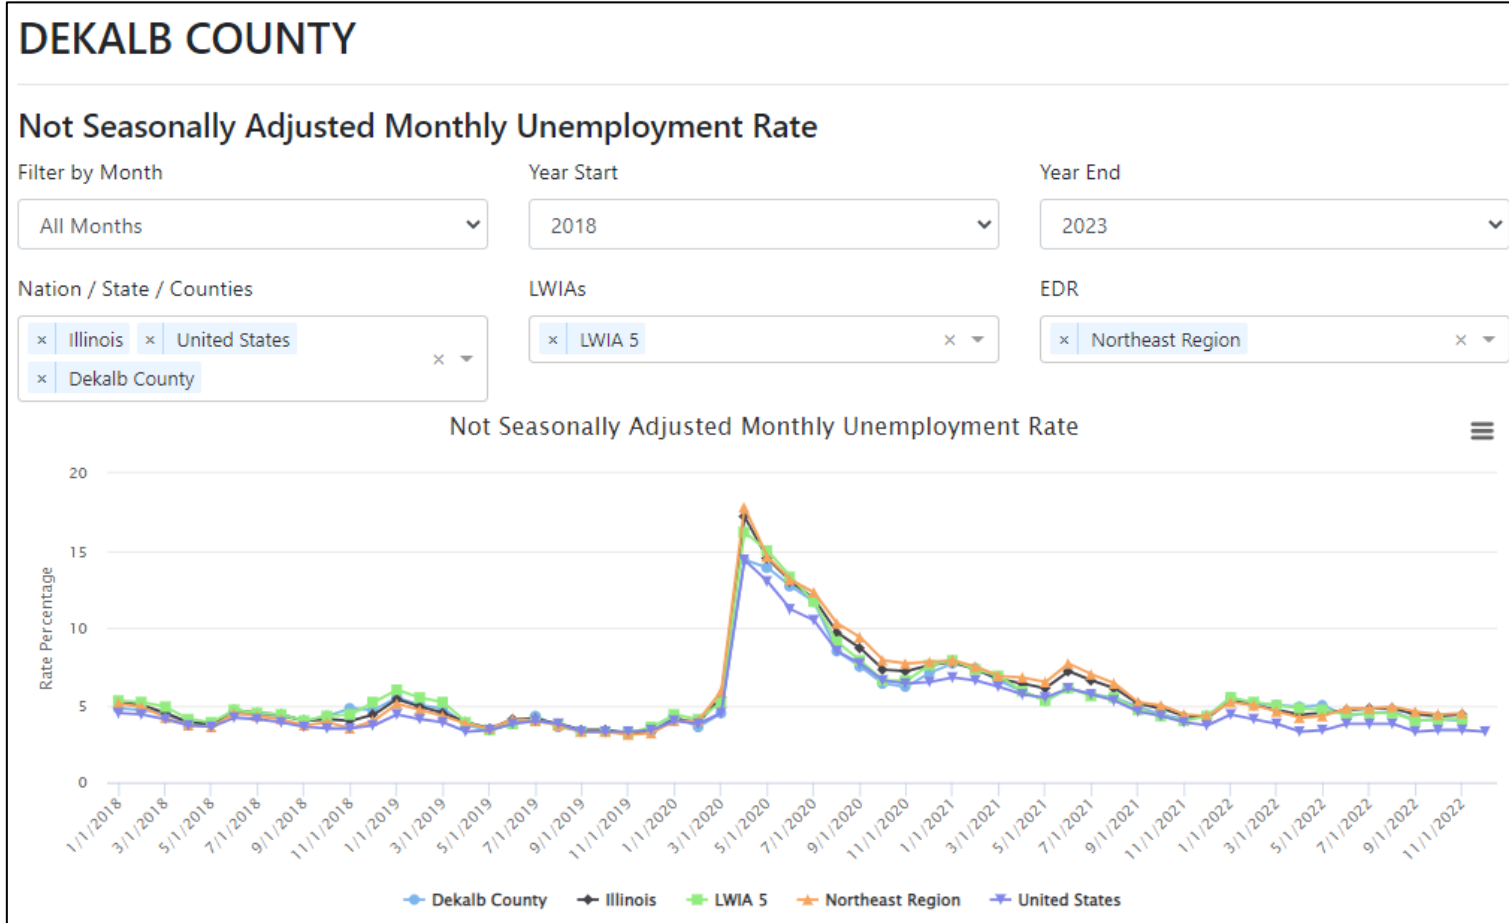 DEKALB COUNTY
Not Seasonally Adjusted Monthly Unemployment Rate
Filter by Month Year Start Year End
All Months 2018 2023
Nation / State / Counties LWIAs EDR
× Illinois × United States × LWIA 5 × Northeast Region ×
× Dekalb County ×
Not Seasonally Adjusted Monthly Unemployment Rate
20
15
10
5
0
Rate Percentage
1/1/2018 3/1/2018 5/1/2018 7/1/2018 9/1/2018 11/1/2018 1/1/2019 3/1/2019 5/1/2019 7/1/2019 9/1/2019 11/1/2019 1/1/2020 3/1/2020 5/1/2020 7/1/2020 9/1/2020 11/1/2020 1/1/2021 3/1/2021 5/1/2021 7/1/2021 9/1/2021 11/1/2021 1/1/2022 3/1/2022 5/1/2022 7/1/2022 9/1/2022 11/1/2022
Dekalb County Illinois LWIA 5 Northeast Region United States